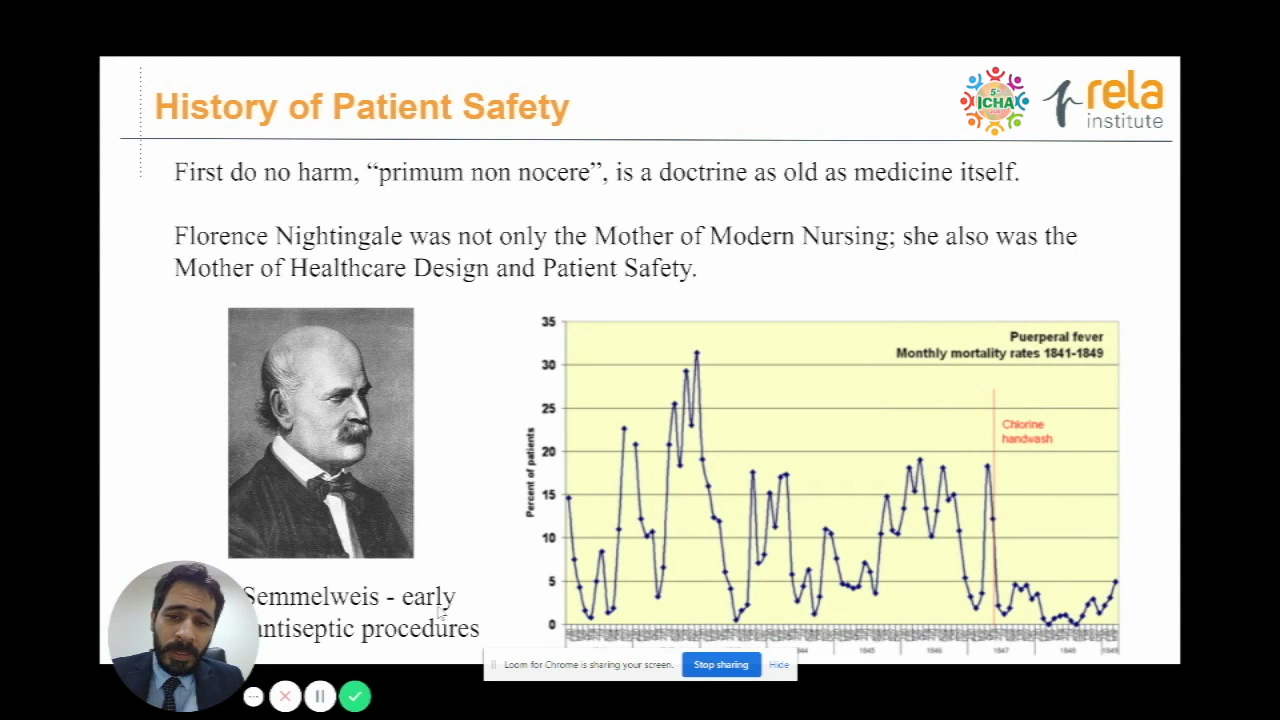 History of Patient Safety
5th
ICHA
rela
institute
First do no harm, “primum non nocere”, is a doctrine as old as medicine itself.
Florence Nightingale was not only the Mother of Modern Nursing; she also was the
Mother of Healthcare Design and Patient Safety.
Semmelweis - early
antiseptic procedures
Puerperal fever
Monthly mortality rates 1841-1849
Chlorine
handwash
Percent of patients
35
30
25
20
15
10
5
0
1845
1846
1847
1848
1849
Loom for Chrome is sharing your screen.
Stop sharing
Hide